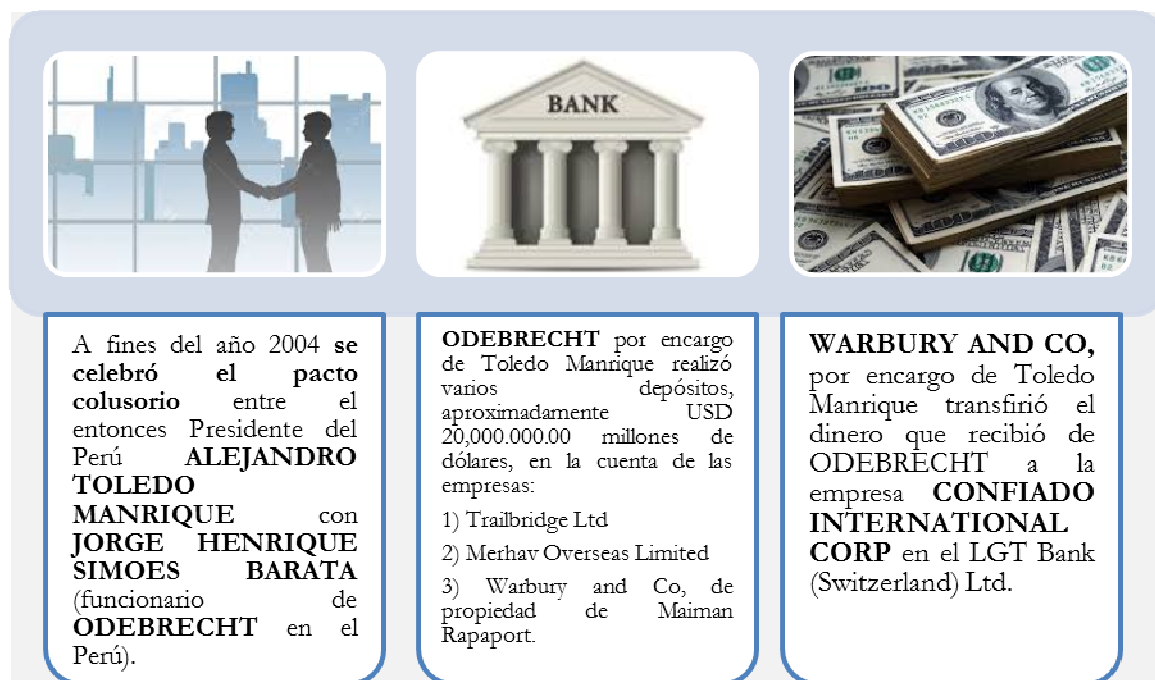 BANK
A fines del año 2004 se
celebró el pacto
colusorio entre el
entonces Presidente del
Perú ALEJANDRO
TOLEDO
MANRIQUE con
JORGE HENRIQUE
SIMOES BARATA
(funcionario de
ODEBRECHT en el
Perú).
ODEBRECHT por encargo
de Toledo Manrique realizó
varios depósitos,
aproximadamente USD
20,000.000.00 millones de
dólares, en la cuenta de las
empresas:
1) Trailbridge Ltd
2) Merhav Overseas Limited
3) Warbury and Co, de
propiedad de Maiman
Rapaport.
WARBURY AND CO,
por encargo de Toledo
Manrique transfirió el
dinero que recibió de
ODEBRECHT a la
empresa CONFIADO
INTERNATIONAL
CORP en el LGT Bank
(Switzerland) Ltd.